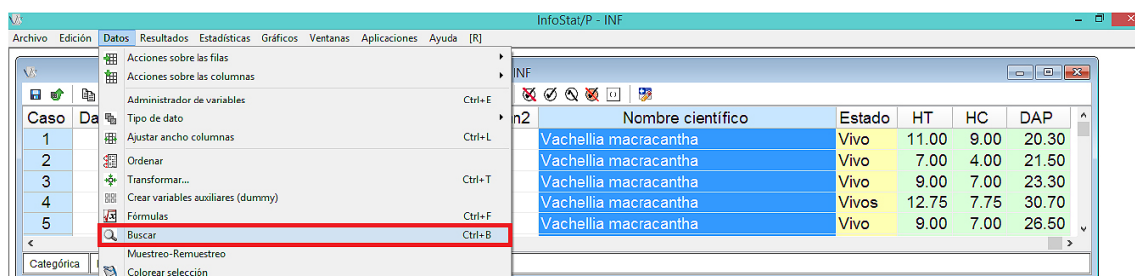 InfoStat/P - INF
Archivo Edición Datos Resultados Estadísticas Gráficos Ventanas Aplicaciones Ayuda [R]
Acciones sobre las filas
Acciones sobre las columnas
INF
Administrador de variables Ctrl+E
Caso Da n2 Nombre científico Estado HT HC DAP
Tipo de dato
1 Vachellia macracantha Vivo 11.00 9.00 20.30
Ajustar ancho columnas Ctrl+L
2 Vachellia macracantha Vivo 7.00 4.00 21.50
Ordenar
3 Vachellia macracantha Vivo 9.00 7.00 23.30
Transformar... Ctrl+T
4 Vachellia macracantha Vivos 12.75 7.75 30.70
Crear variables auxiliares (dummy)
5 Vachellia macracantha Vivo 9.00 7.00 26.50
Fórmulas Ctrl+F
Buscar Ctrl+B
Muestreo-Remuestreo
Categórica
Colorear selección